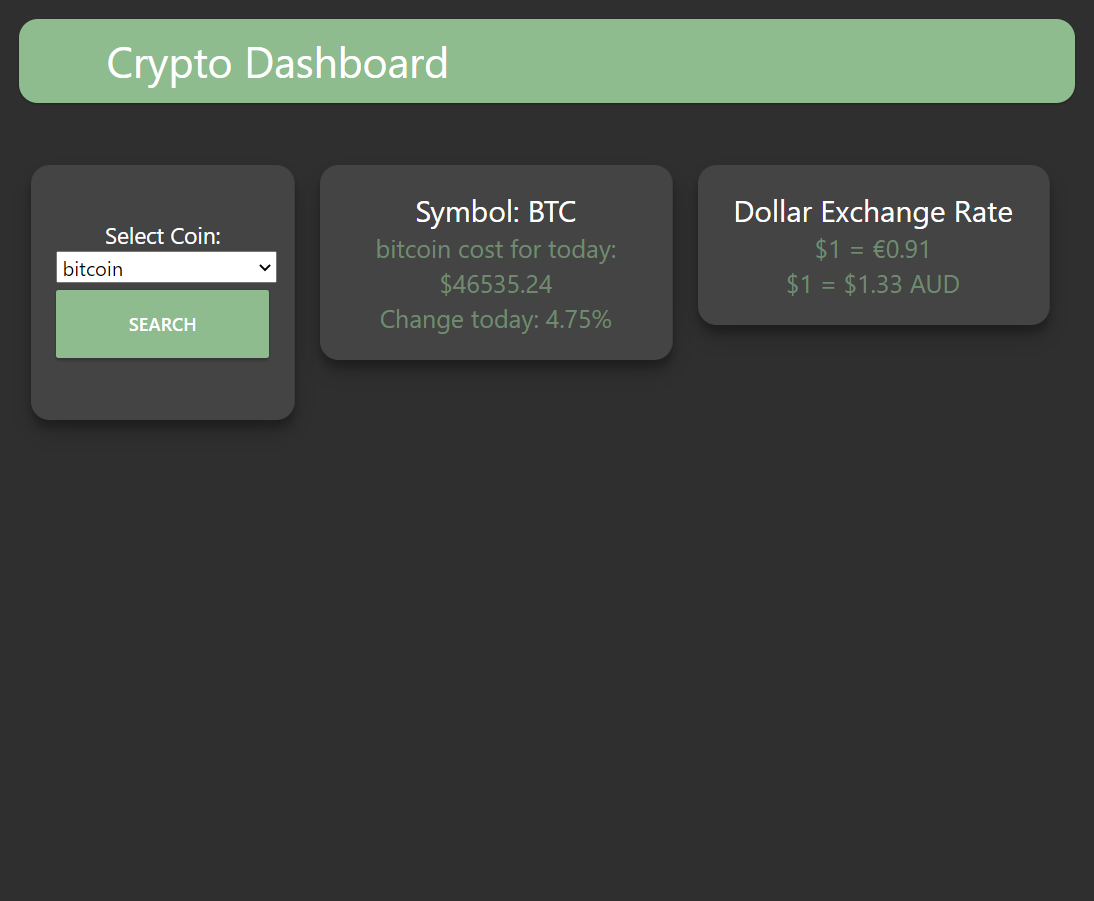 Crypto Dashboard
Select Coin:
bitcoin
SEARCH
Symbol: BTC
bitcoin cost for today:
$46535.24
Change today: 4.75%
Dollar Exchange Rate
$1 = €0.91
$1 = $1.33 AUD